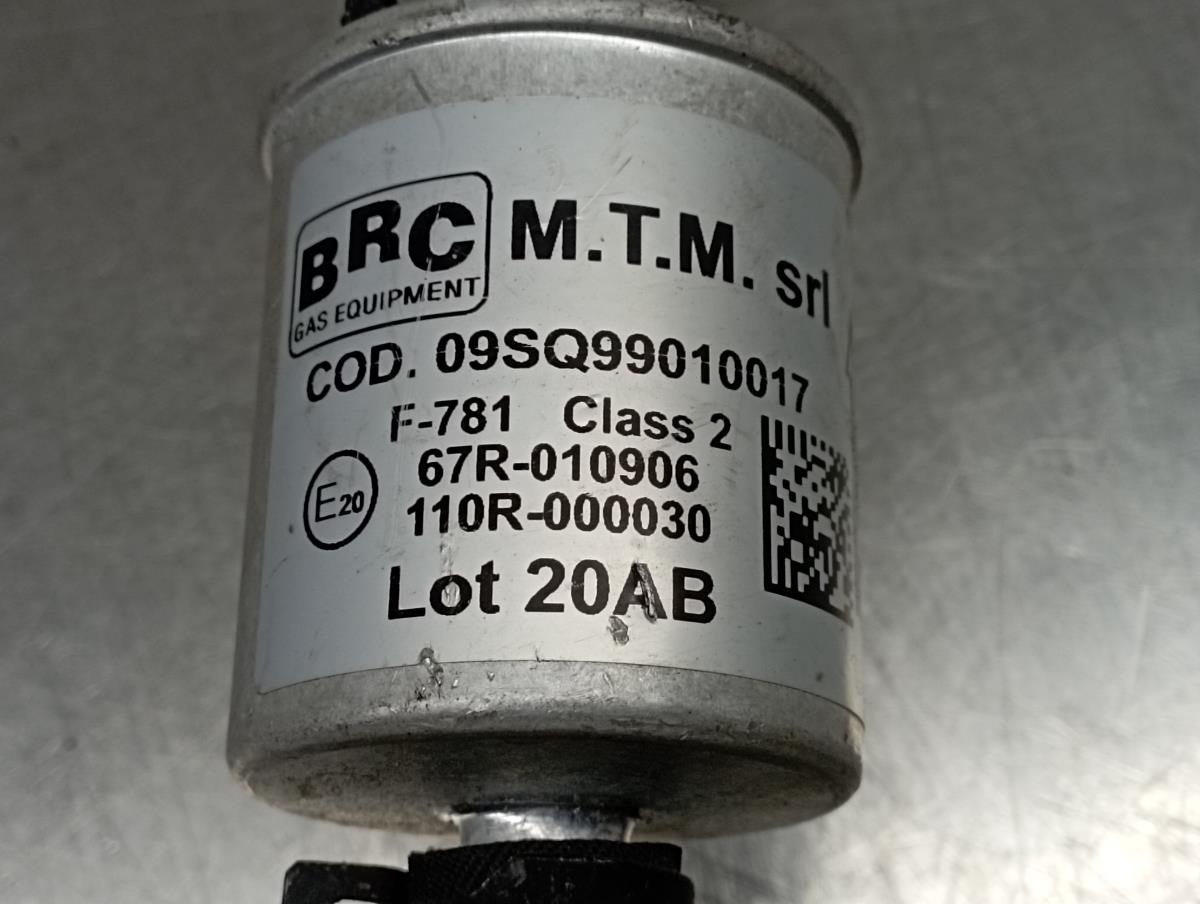 BRC
GAS EQUIPMENT
M.T.M. srl
COD. 09SQ99010017
F-781 Class 2
67R-010906
E20
110R-000030
Lot 20AB